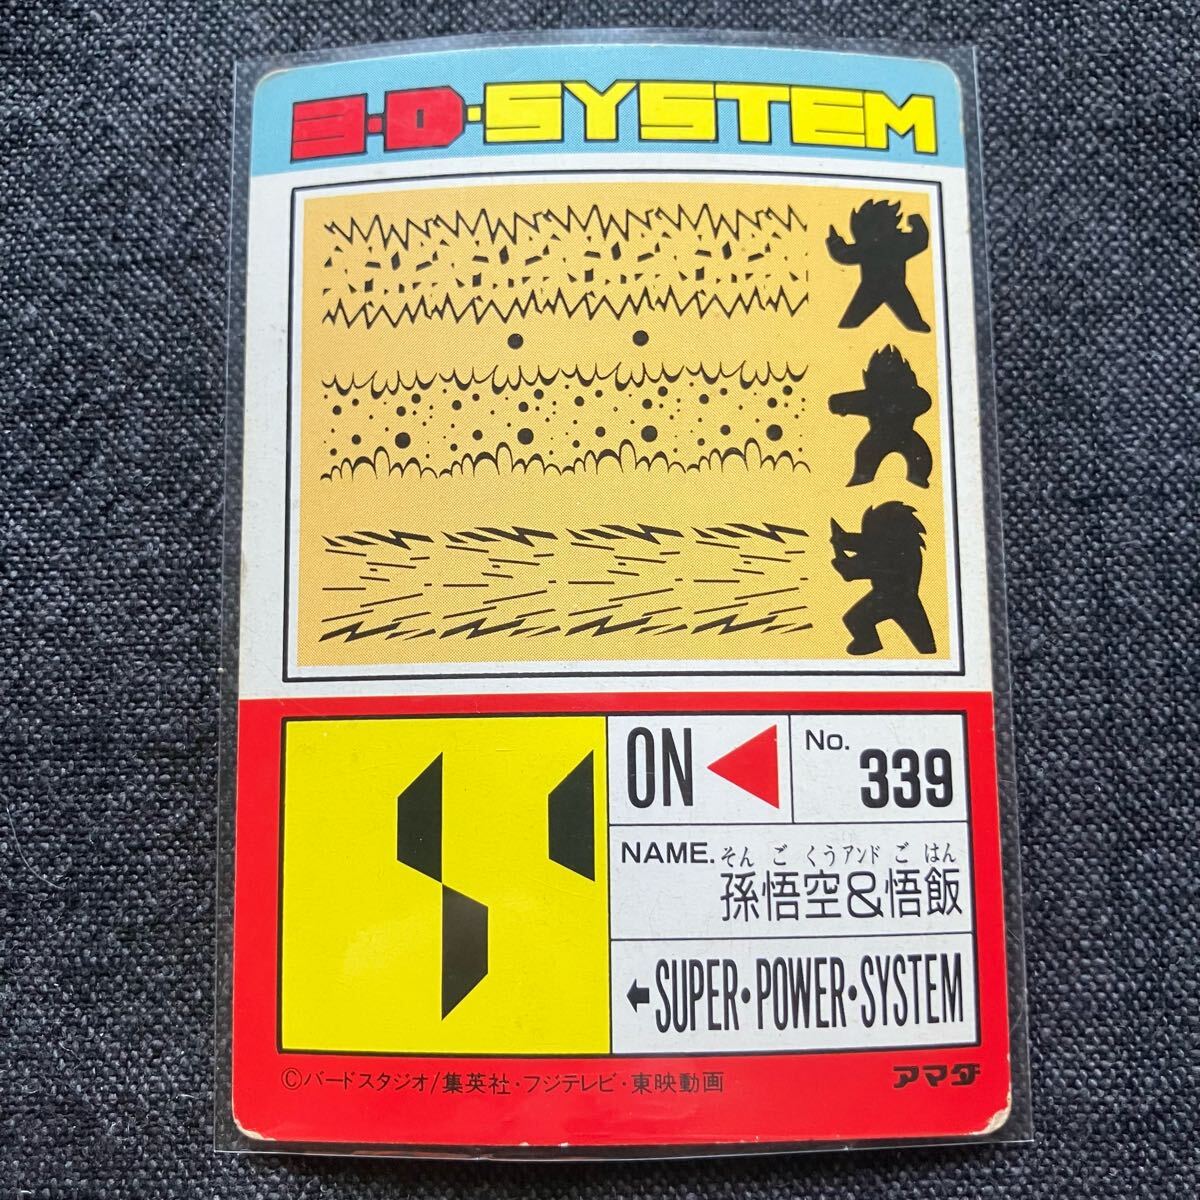 3·D·SYSTEM
ON
No.
339
NAME.
そん ご くう アンド ご はん
孫悟空&悟飯
←SUPER・POWER・SYSTEM
©バードスタジオ/集英社・フジテレビ・東映動画
アマダ